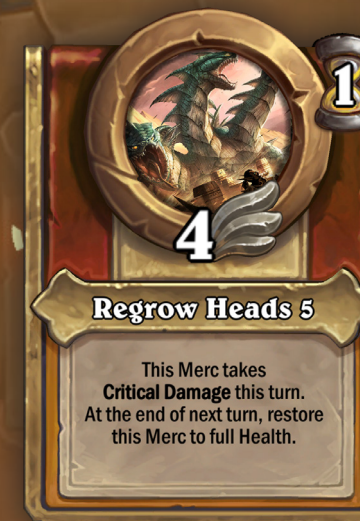 1
4
Regrow Heads 5
This Merc takes
Critical Damage this turn.
At the end of next turn, restore
this Merc to full Health.